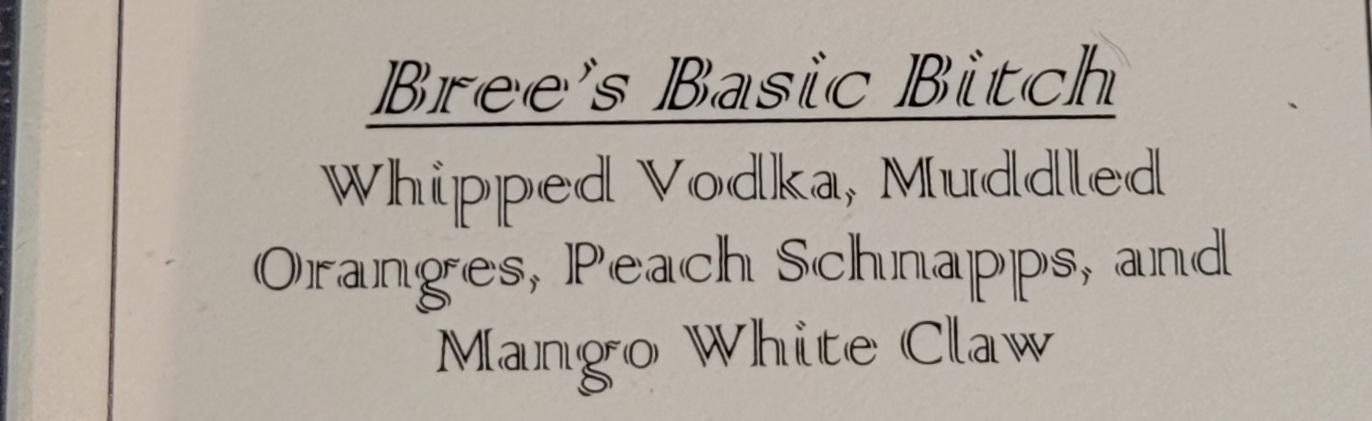 Bree's Basic Bitch
Whipped Vodka, Muddled
Oranges, Peach Schnapps, and
Mango White Claw